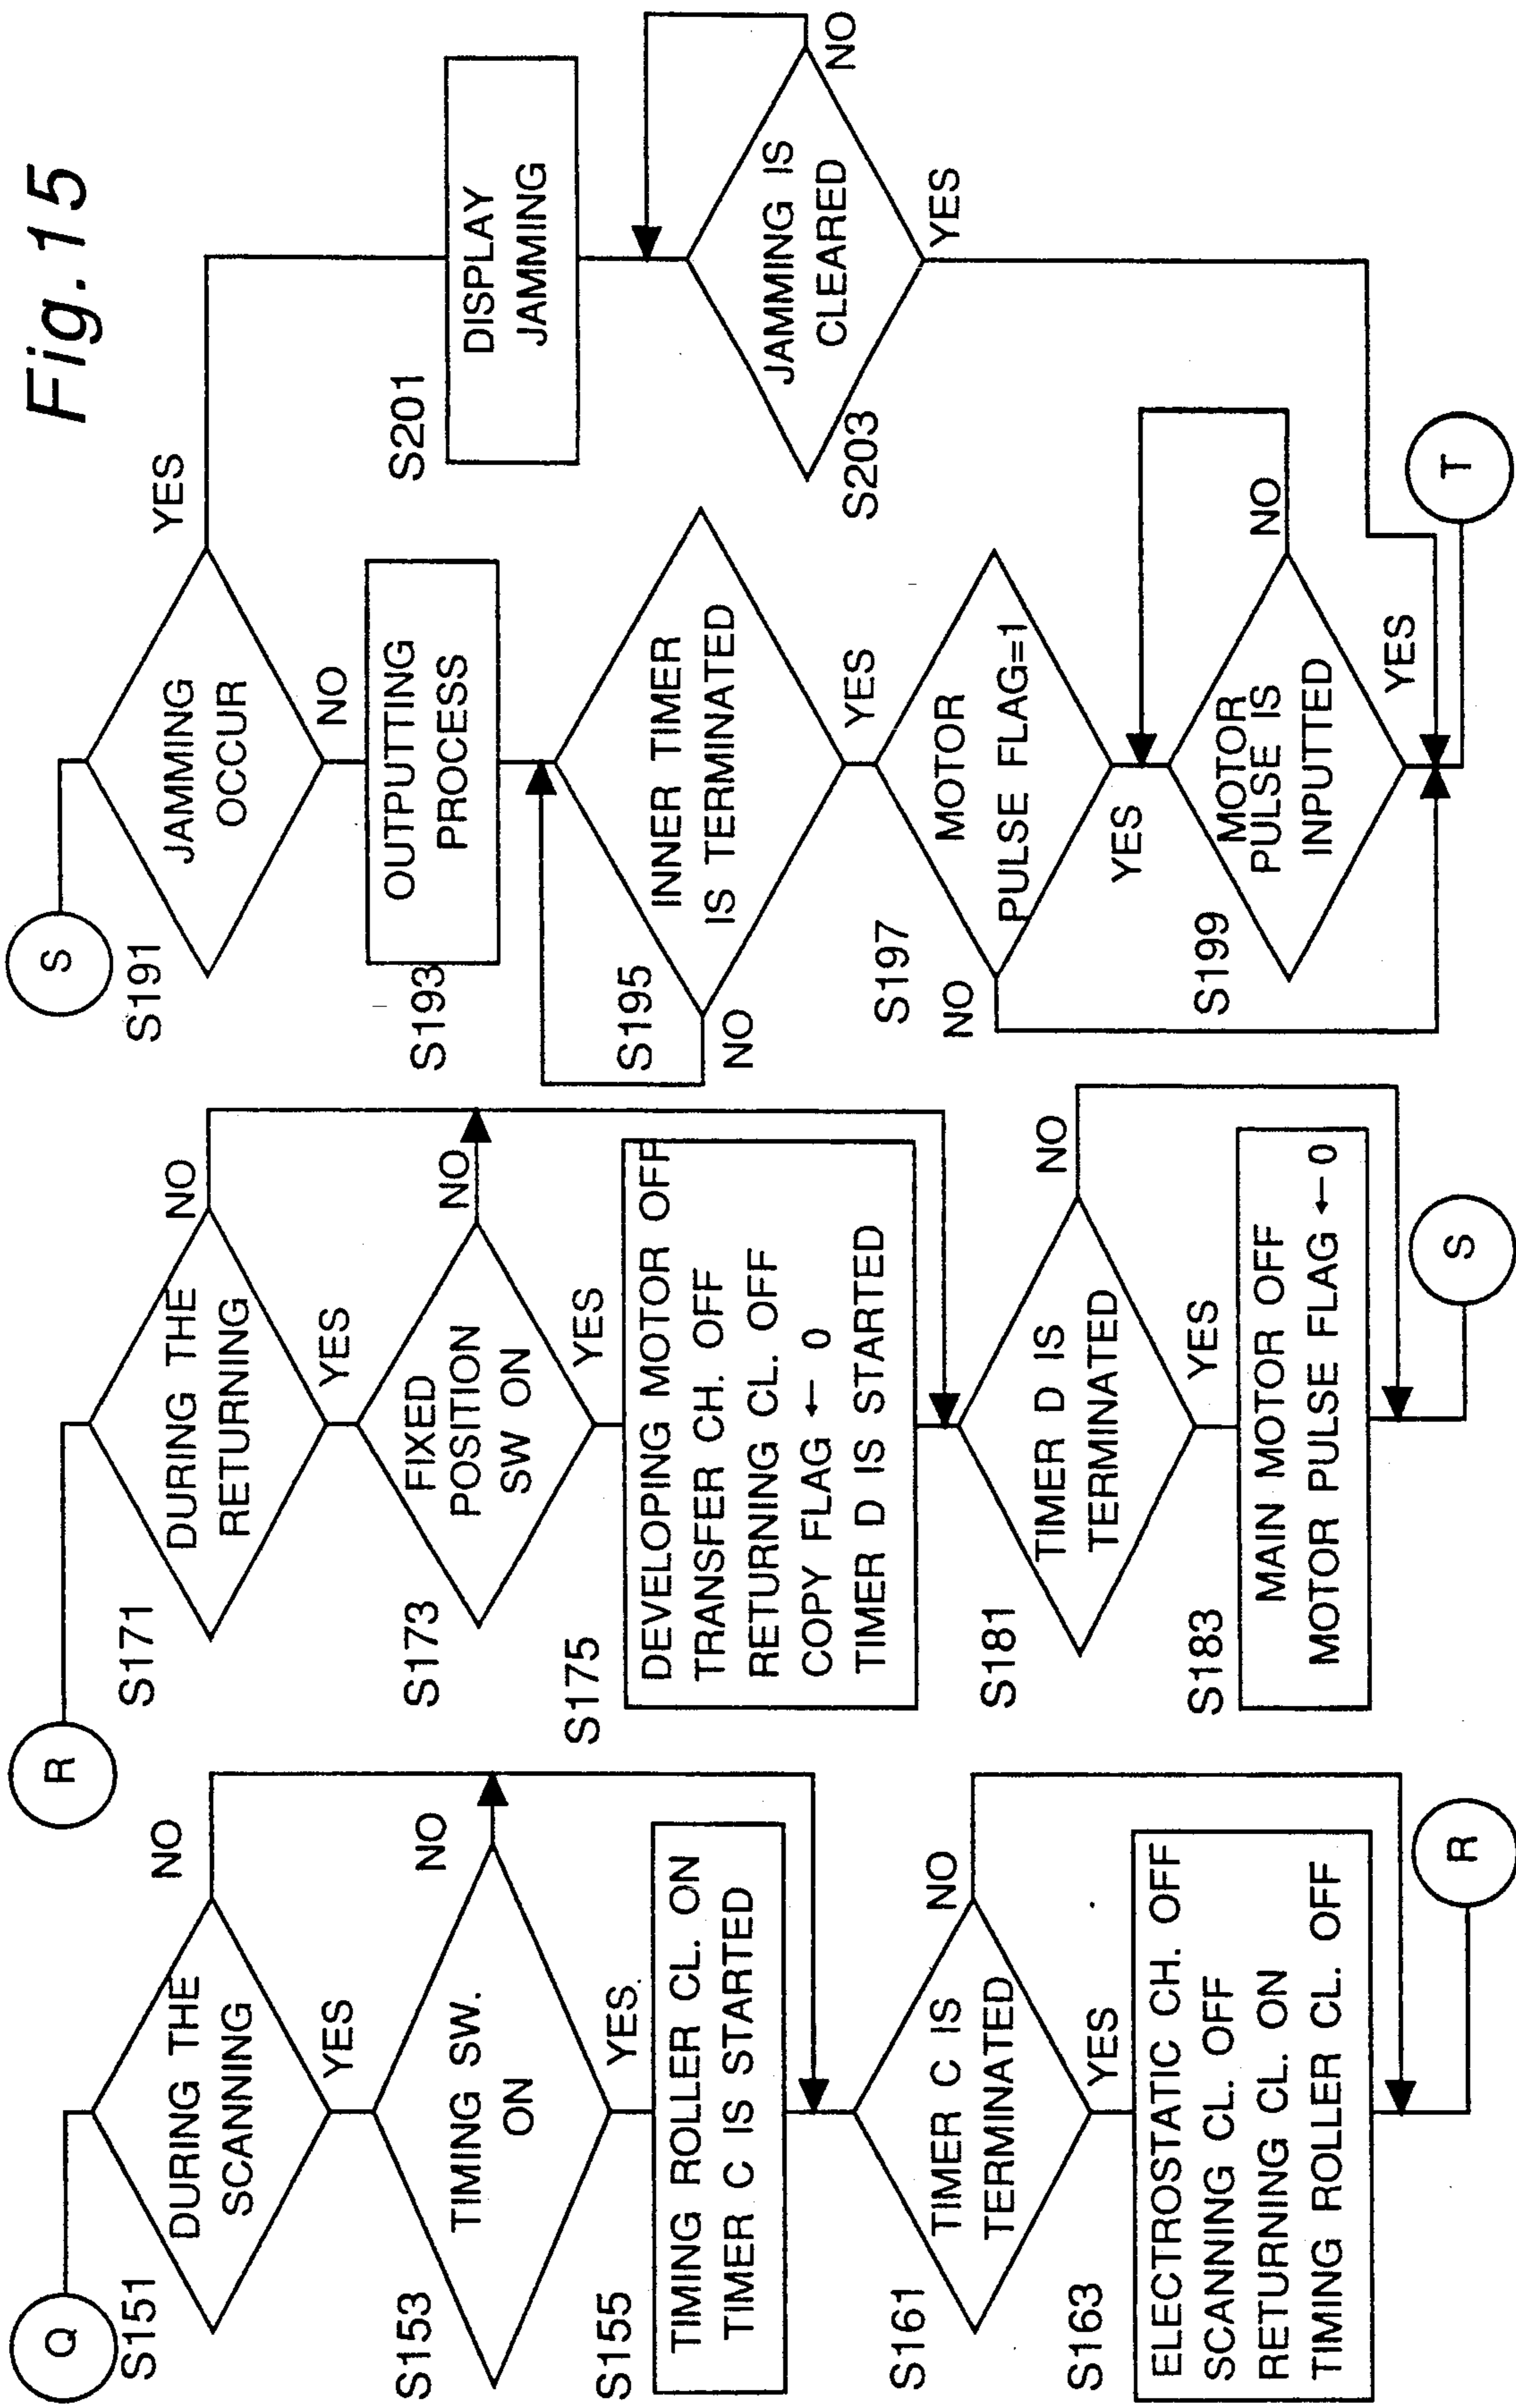 Fig.15
Q
S151
DURING THE
SCANNING
NO
YES
S153
TIMING SW.
ON
NO
YES.
S155
TIMING ROLLER CL. ON
TIMER C IS STARTED
S161
TIMER C IS
TERMINATED
NO
YES
S163
ELECTROSTATIC CH. OFF
SCANNING CL. OFF
RETURNING CL. ON
TIMING ROLLER CL. OFF
R
R
S171
DURING THE
RETURNING
NO
YES
S173
FIXED
POSITION
SW ON
NO
YES
S175
DEVELOPING MOTOR OFF
TRANSFER CH. OFF
RETURNING CL. OFF
COPY FLAG ← 0
TIMER D IS STARTED
S181
TIMER D IS
TERMINATED
NO
YES
S183
MAIN MOTOR OFF
MOTOR PULSE FLAG ← 0
S
S
S191
JAMMING
OCCUR
YES
NO
S193
OUTPUTTING
PROCESS
S195
INNER TIMER
IS TERMINATED
NO
YES
S197
MOTOR
PULSE FLAG=1
NO
YES
S199
MOTOR
PULSE IS
INPUTTED
NO
YES
S201
DISPLAY
JAMMING
S203
JAMMING IS
CLEARED
NO
YES
T